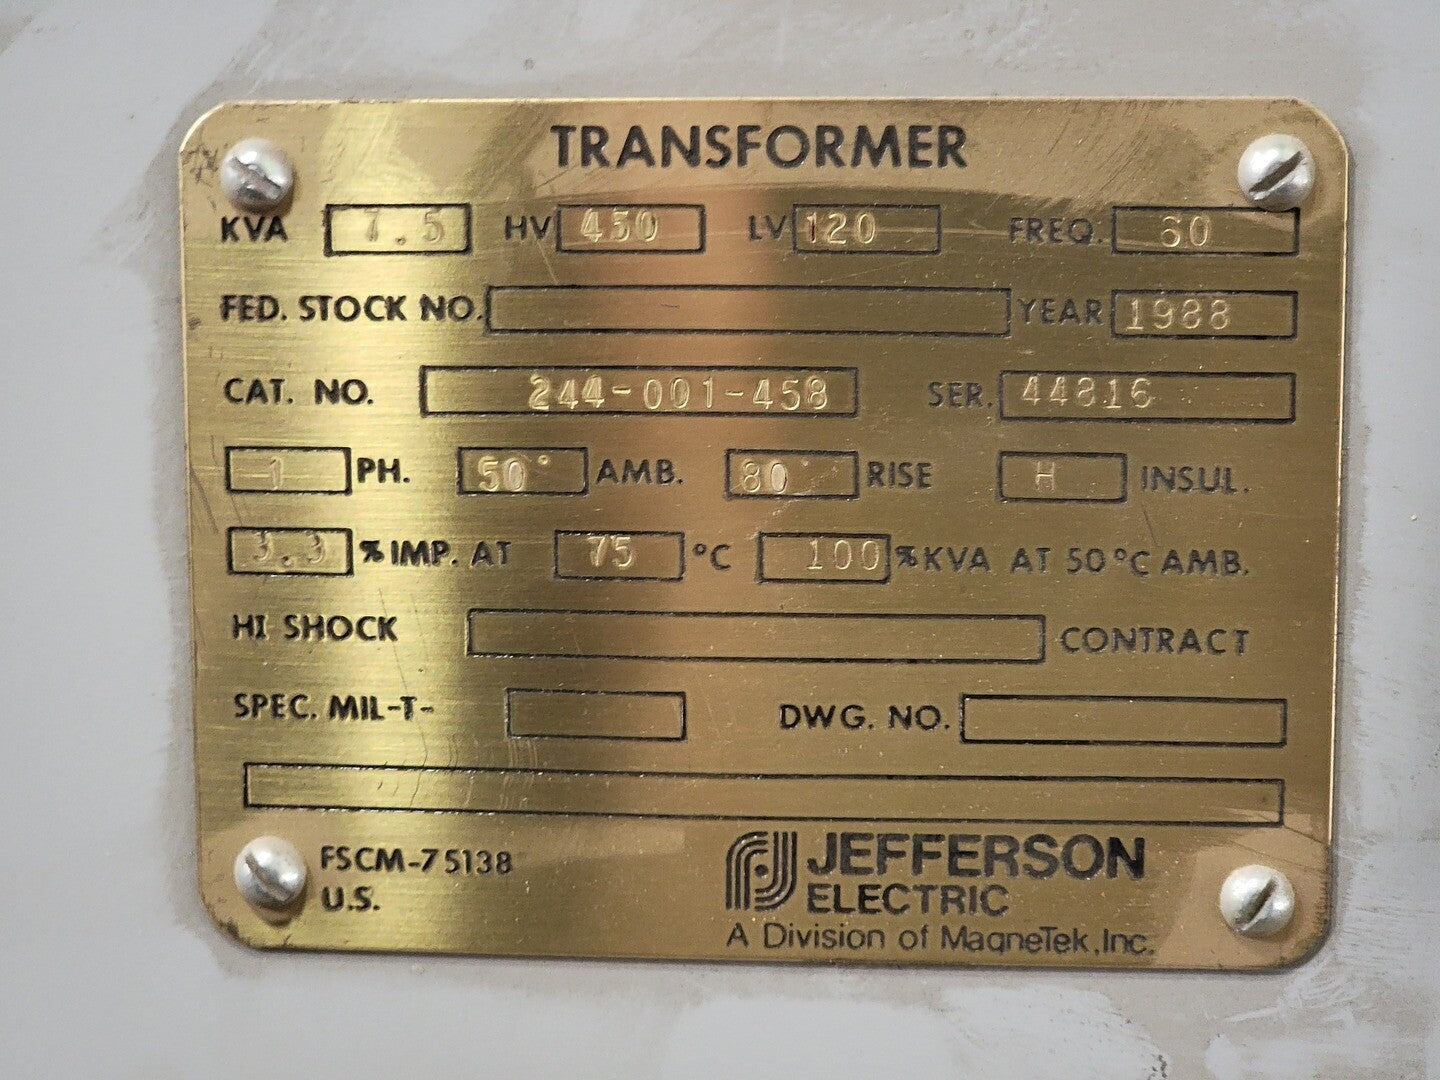 TRANSFORMER
KVA 7.5 HV 450 LV 120 FREQ. 60
FED. STOCK NO. YEAR 1988
CAT. NO. 244-001-458 SER. 44816
1 PH. 50° AMB. 80° RISE H INSUL.
3.3 % IMP. AT 75 °C 100 % KVA AT 50°C AMB.
HI SHOCK CONTRACT
SPEC. MIL-T- DWG. NO.
FSCM-75138
U.S.
JEFFERSON
ELECTRIC
A Division of MagneTek, Inc.